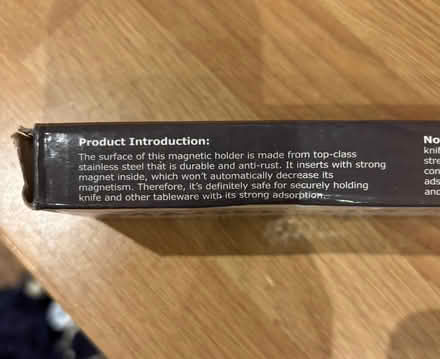 Product Introduction:
The surface of this magnetic holder is made from top-class
stainless steel that is durable and anti-rust. It inserts with strong
magnet inside, which won't automatically decrease its
magnetism. Therefore, it's definitely safe for securely holding
knife and other tableware with its strong adsorption.
No
knif
stre
con
ads
and